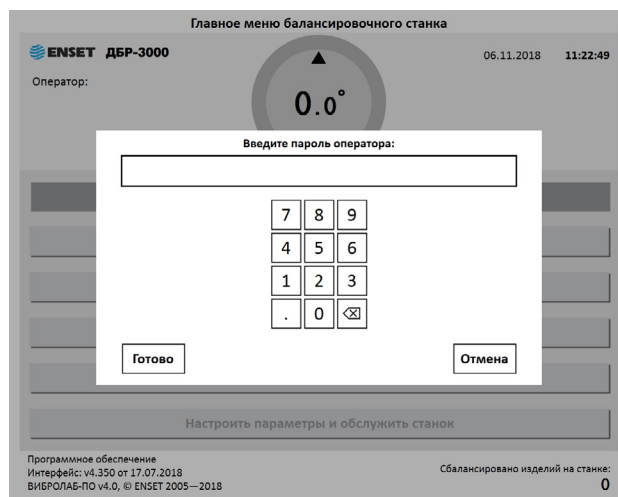 Главное меню балансировочного станка
ENSET ДБР-3000
06.11.2018 11:22:49
Оператор:
0.0°
Введите пароль оператора:
7 8 9
4 5 6
1 2 3
. 0 ⌫
Готово
Отмена
Настроить параметры и обслужить станок
Программное обеспечение
Интерфейс: v4.350 от 17.07.2018
ВИБРОЛАБ-ПО v4.0, © ENSET 2005—2018
Сбалансировано изделий на станке:
0